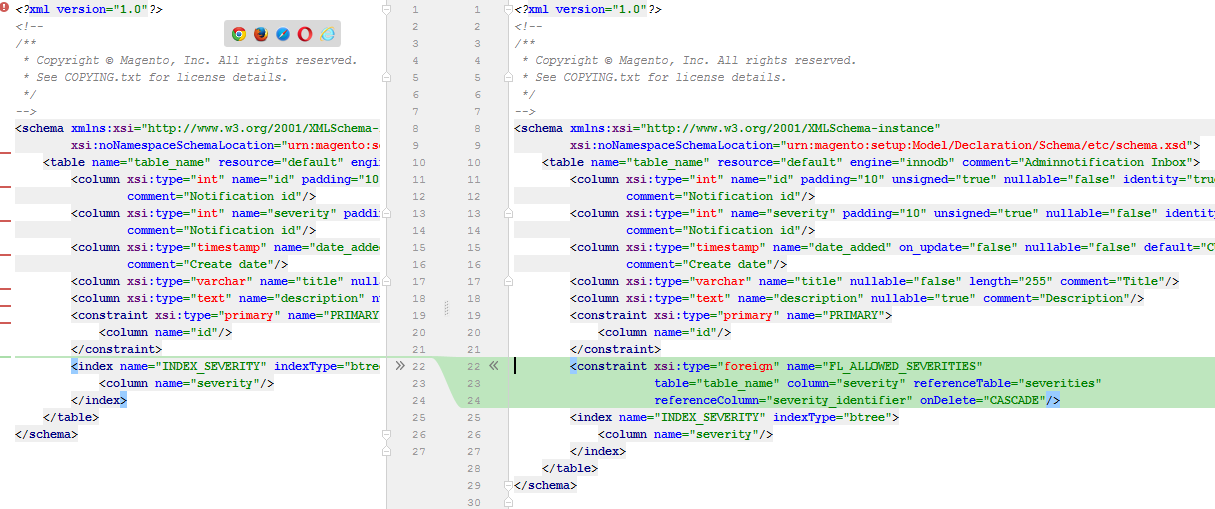 <?xml version="1.0"?>
<!--
/**
 * Copyright © Magento, Inc. All rights reserved.
 * See COPYING.txt for license details.
 */
-->
<schema xmlns:xsi="http://www.w3.org/2001/XMLSchema-
xsi:noNamespaceSchemaLocation="urn:magento:s
<table name="table_name" resource="default" engin
<column xsi:type="int" name="id" padding="10
comment="Notification id"/>
<column xsi:type="int" name="severity" paddi
comment="Notification id"/>
<column xsi:type="timestamp" name="date_adde
comment="Create date"/>
<column xsi:type="varchar" name="title" null
<column xsi:type="text" name="description" n
<constraint xsi:type="primary" name="PRIMARY
<column name="id"/>
</constraint>
<index name="INDEX_SEVERITY" indexType="btree
<column name="severity"/>
</index>
</table>
</schema>
1 1
2 2
3 3
4 4
5 5
6 6
7 7
8 8
9 9
10 10
11 11
12 12
13 13
14 14
15 15
16 16
17 17
18 18
19 19
20 20
21 21
22 22
23 23
24 24
25 25
26 26
27 27
28
29
30
<?xml version="1.0"?>
<!--
/**
 * Copyright © Magento, Inc. All rights reserved.
 * See COPYING.txt for license details.
 */
-->
<schema xmlns:xsi="http://www.w3.org/2001/XMLSchema-instance"
xsi:noNamespaceSchemaLocation="urn:magento:setup:Model/Declaration/Schema/etc/schema.xsd">
<table name="table_name" resource="default" engine="innodb" comment="Adminnotification Inbox">
<column xsi:type="int" name="id" padding="10" unsigned="true" nullable="false" identity="tru
comment="Notification id"/>
<column xsi:type="int" name="severity" padding="10" unsigned="true" nullable="false" identit
comment="Notification id"/>
<column xsi:type="timestamp" name="date_added" on_update="false" nullable="false" default="C
comment="Create date"/>
<column xsi:type="varchar" name="title" nullable="false" length="255" comment="Title"/>
<column xsi:type="text" name="description" nullable="true" comment="Description"/>
<constraint xsi:type="primary" name="PRIMARY">
<column name="id"/>
</constraint>
<constraint xsi:type="foreign" name="FL_ALLOWED_SEVERITIES"
table="table_name" column="severity" referenceTable="severities"
referenceColumn="severity_identifier" onDelete="CASCADE"/>
<index name="INDEX_SEVERITY" indexType="btree">
<column name="severity"/>
</index>
</table>
</schema>